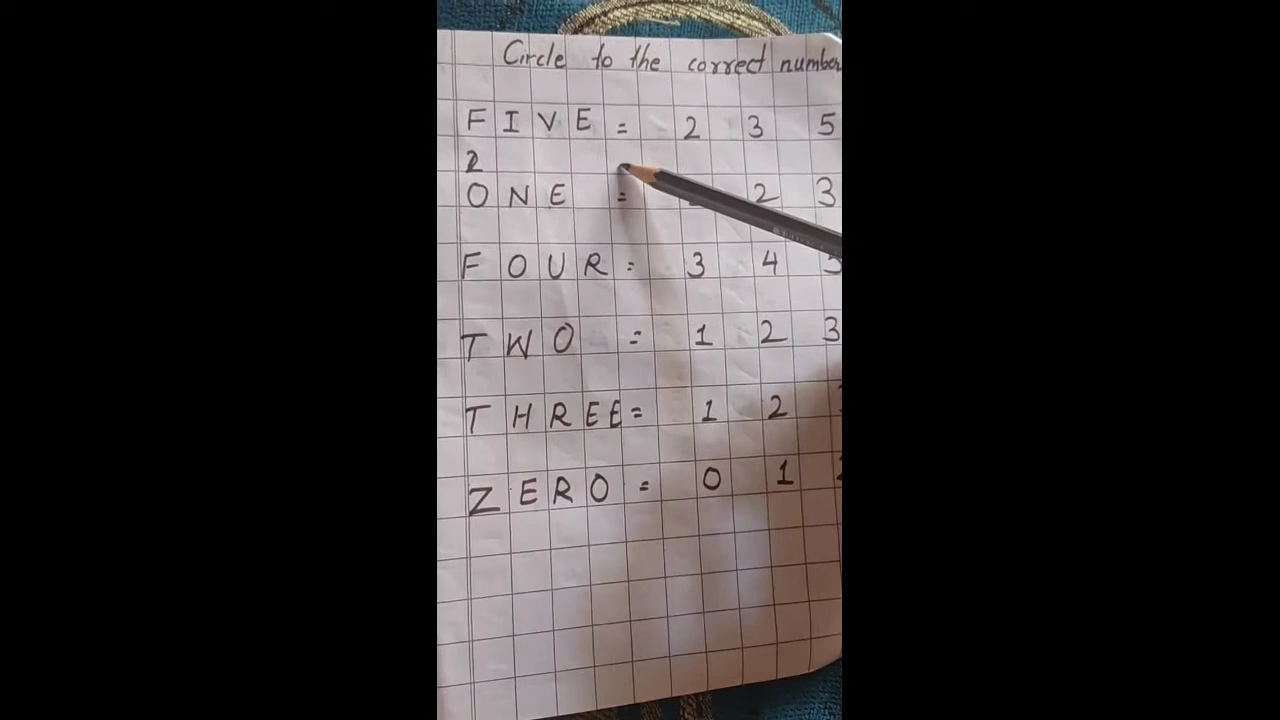 Circle to the correct number
FIVE = 2 3 5
2
ONE = 2 3
FOUR = 3 4
TWO = 1 2 3
THREE = 1 2
ZERO = 0 1